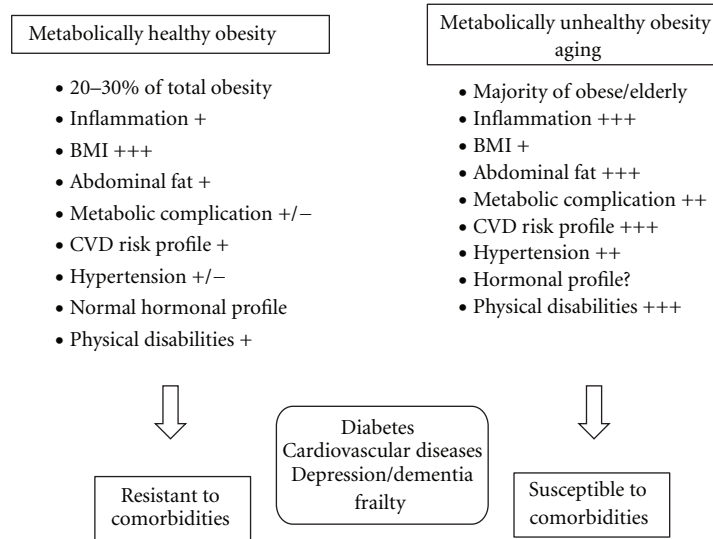 Metabolically healthy obesity
• 20–30% of total obesity
• Inflammation +
• BMI +++
• Abdominal fat +
• Metabolic complication +/−
• CVD risk profile +
• Hypertension +/−
• Normal hormonal profile
• Physical disabilities +
Resistant to
comorbidities
Metabolically unhealthy obesity
aging
• Majority of obese/elderly
• Inflammation +++
• BMI +
• Abdominal fat +++
• Metabolic complication ++
• CVD risk profile +++
• Hypertension ++
• Hormonal profile?
• Physical disabilities +++
Susceptible to
comorbidities
Diabetes
Cardiovascular diseases
Depression/dementia
frailty